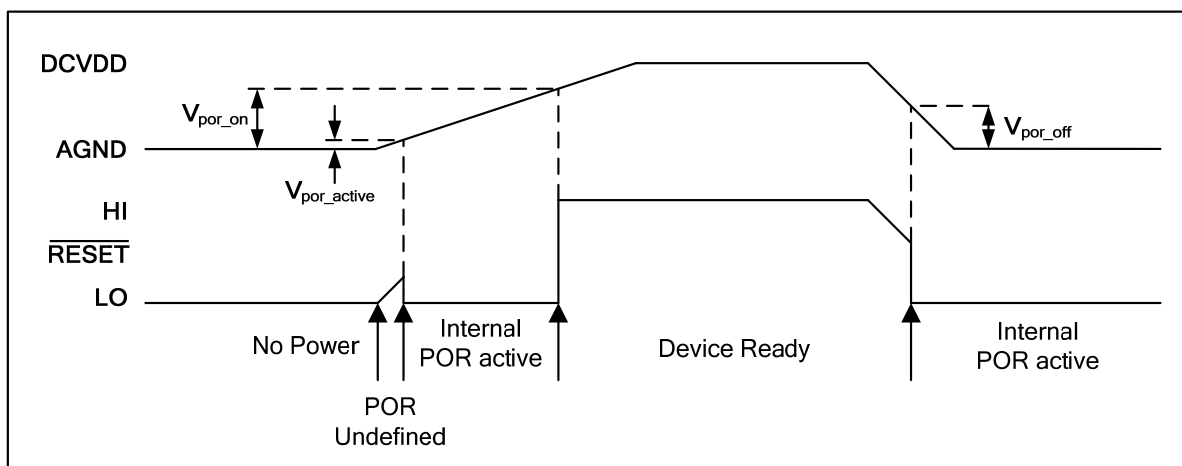 DCVDD
Vpor_on
AGND
Vpor_active
Vpor_off
HI
RESET
LO
No Power
POR
Undefined
Internal
POR active
Device Ready
Internal
POR active